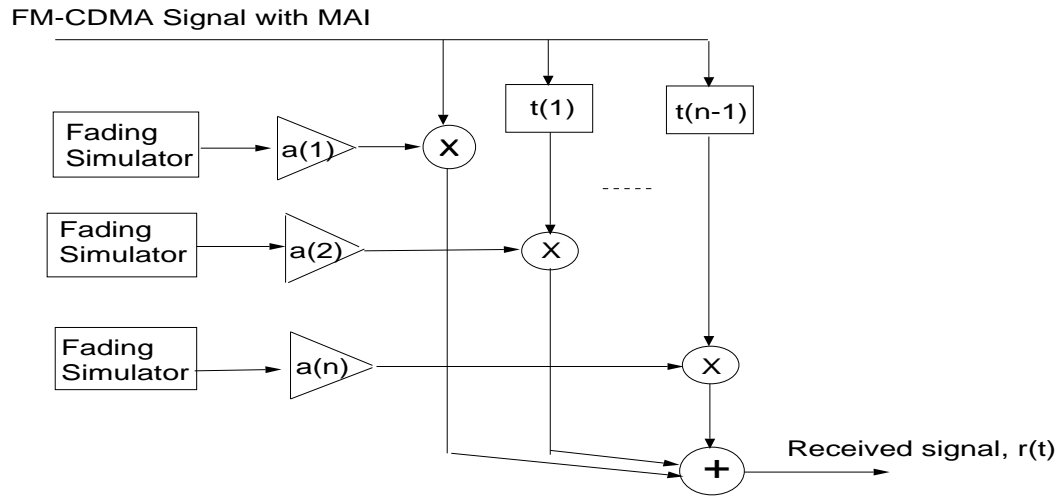 FM-CDMA Signal with MAI
t(1)
t(n-1)
Fading
Simulator
a(1)
X
-----
Fading
Simulator
a(2)
X
Fading
Simulator
a(n)
X
Received signal, r(t)
+